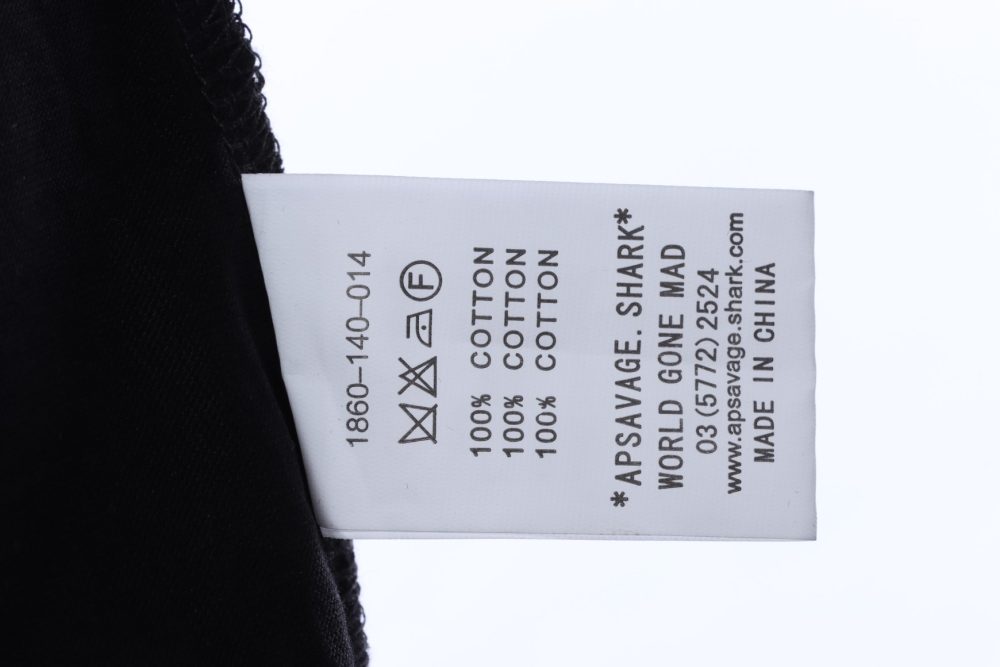 1860-140-014
F
100% COTTON
100% COTTON
100% COTTON
*APSAVAGE.SHARK*
WORLD GONE MAD
03(5772)2524
www.apsavage.shark.com
MADE IN CHINA